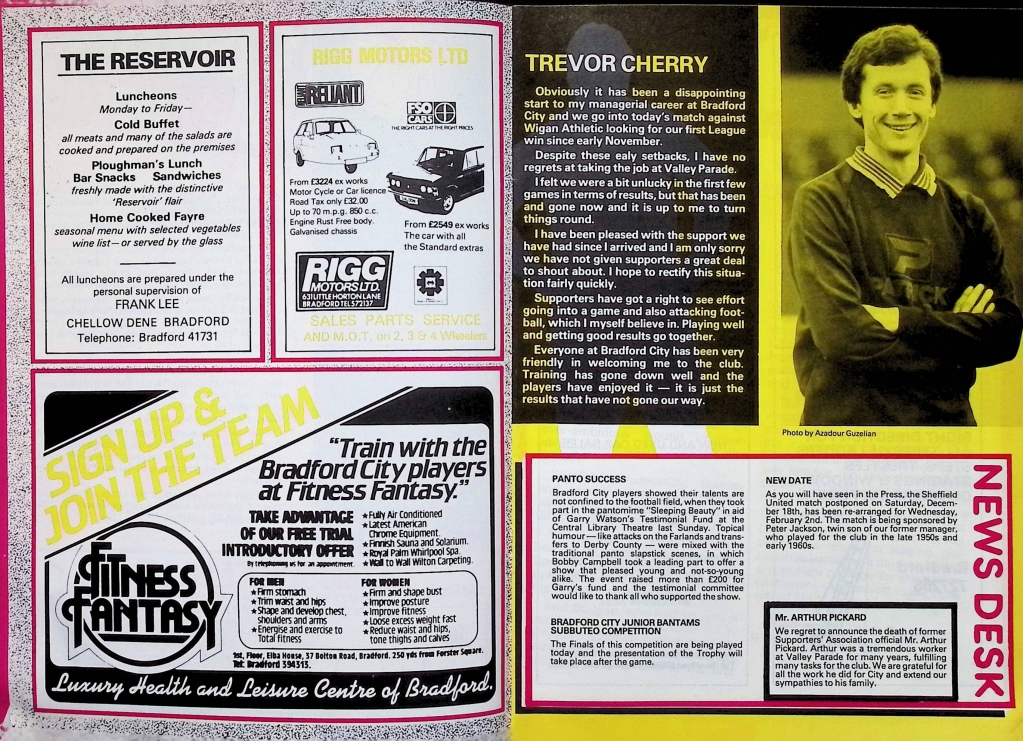 THE RESERVOIR
Luncheons
Monday to Friday—
Cold Buffet
all meats and many of the salads are
cooked and prepared on the premises
Ploughman's Lunch
Bar Snacks Sandwiches
freshly made with the distinctive
'Reservoir' flair
Home Cooked Fayre
seasonal menu with selected vegetables
wine list—or served by the glass
All luncheons are prepared under the
personal supervision of
FRANK LEE
CHELLOW DENE BRADFORD
Telephone: Bradford 41731
RIGG MOTORS LTD
RELIANT
FSO
CARS
THE RIGHT CARS AT THE RIGHT PRICES
From £3224 ex works
Motor Cycle or Car licence
Road Tax only £32.00
Up to 70 m.p.g. 850 c.c.
Engine Rust Free body.
Galvanised chassis
From £2549 ex works
The car with all
the Standard extras
RIGG
MOTORS LTD.
631 LITTLE HORTON LANE
BRADFORD TEL 572137
SALES PARTS SERVICE
AND M.O.T. on 2, 3 & 4 Wheelers
SIGN UP &
JOIN THE TEAM
"Train with the
Bradford City players
at Fitness Fantasy."
TAKE ADVANTAGE
OF OUR FREE TRIAL
INTRODUCTORY OFFER
By telephoning us for an appointment.
★Fully Air Conditioned
★Latest American
Chrome Equipment.
★Finnish Sauna and Solarium.
★Royal Palm Whirlpool Spa.
★Wall to Wall Wilton Carpeting.
FITNESS
FANTASY
FOR MEN
★Firm stomach
★Trim waist and hips
★Shape and develop chest,
shoulders and arms
★Energise and exercise to
Total fitness
FOR WOMEN
★Firm and shape bust
★Improve posture
★Improve fitness
★Loose excess weight fast
★Reduce waist and hips,
tone thighs and calves
1st, Floor, Elba House, 37 Bolton Road, Bradford. 250 yds from Forster Square.
Tel: Bradford 394313.
Luxury Health and Leisure Centre of Bradford.
TREVOR CHERRY
Obviously it has been a disappointing
start to my managerial career at Bradford
City and we go into today's match against
Wigan Athletic looking for our first League
win since early November.
Despite these ealy setbacks, I have no
regrets at taking the job at Valley Parade.
I felt we were a bit unlucky in the first few
games in terms of results, but that has been
and gone now and it is up to me to turn
things round.
I have been pleased with the support we
have had since I arrived and I am only sorry
we have not given supporters a great deal
to shout about. I hope to rectify this situa-
tion fairly quickly.
Supporters have got a right to see effort
going into a game and also attacking foot-
ball, which I myself believe in. Playing well
and getting good results go together.
Everyone at Bradford City has been very
friendly in welcoming me to the club.
Training has gone down well and the
players have enjoyed it — it is just the
results that have not gone our way.
Photo by Azadour Guzelian
PANTO SUCCESS
Bradford City players showed their talents are
not confined to the football field, when they took
part in the pantomime "Sleeping Beauty" in aid
of Garry Watson's Testimonial Fund at the
Central Library Theatre last Sunday. Topical
humour — like attacks on the Farlands and trans-
fers to Derby County — were mixed with the
traditional panto slapstick scenes, in which
Bobby Campbell took a leading part to offer a
show that pleased young and not-so-young
alike. The event raised more than £200 for
Garry's fund and the testimonial committee
would like to thank all who supported the show.
BRADFORD CITY JUNIOR BANTAMS
SUBBUTEO COMPETITION
The Finals of this competition are being played
today and the presentation of the Trophy will
take place after the game.
NEW DATE
As you will have seen in the Press, the Sheffield
United match postponed on Saturday, Decem-
ber 18th, has been re-arranged for Wednesday,
February 2nd. The match is being sponsored by
Peter Jackson, twin son of our former manager,
who played for the club in the late 1950s and
early 1960s.
Mr. ARTHUR PICKARD
We regret to announce the death of former
Supporters' Association official Mr. Arthur
Pickard. Arthur was a tremendous worker
at Valley Parade for many years, fulfilling
many tasks for the club. We are grateful for
all the work he did for City and extend our
sympathies to his family.
NEWS DESK